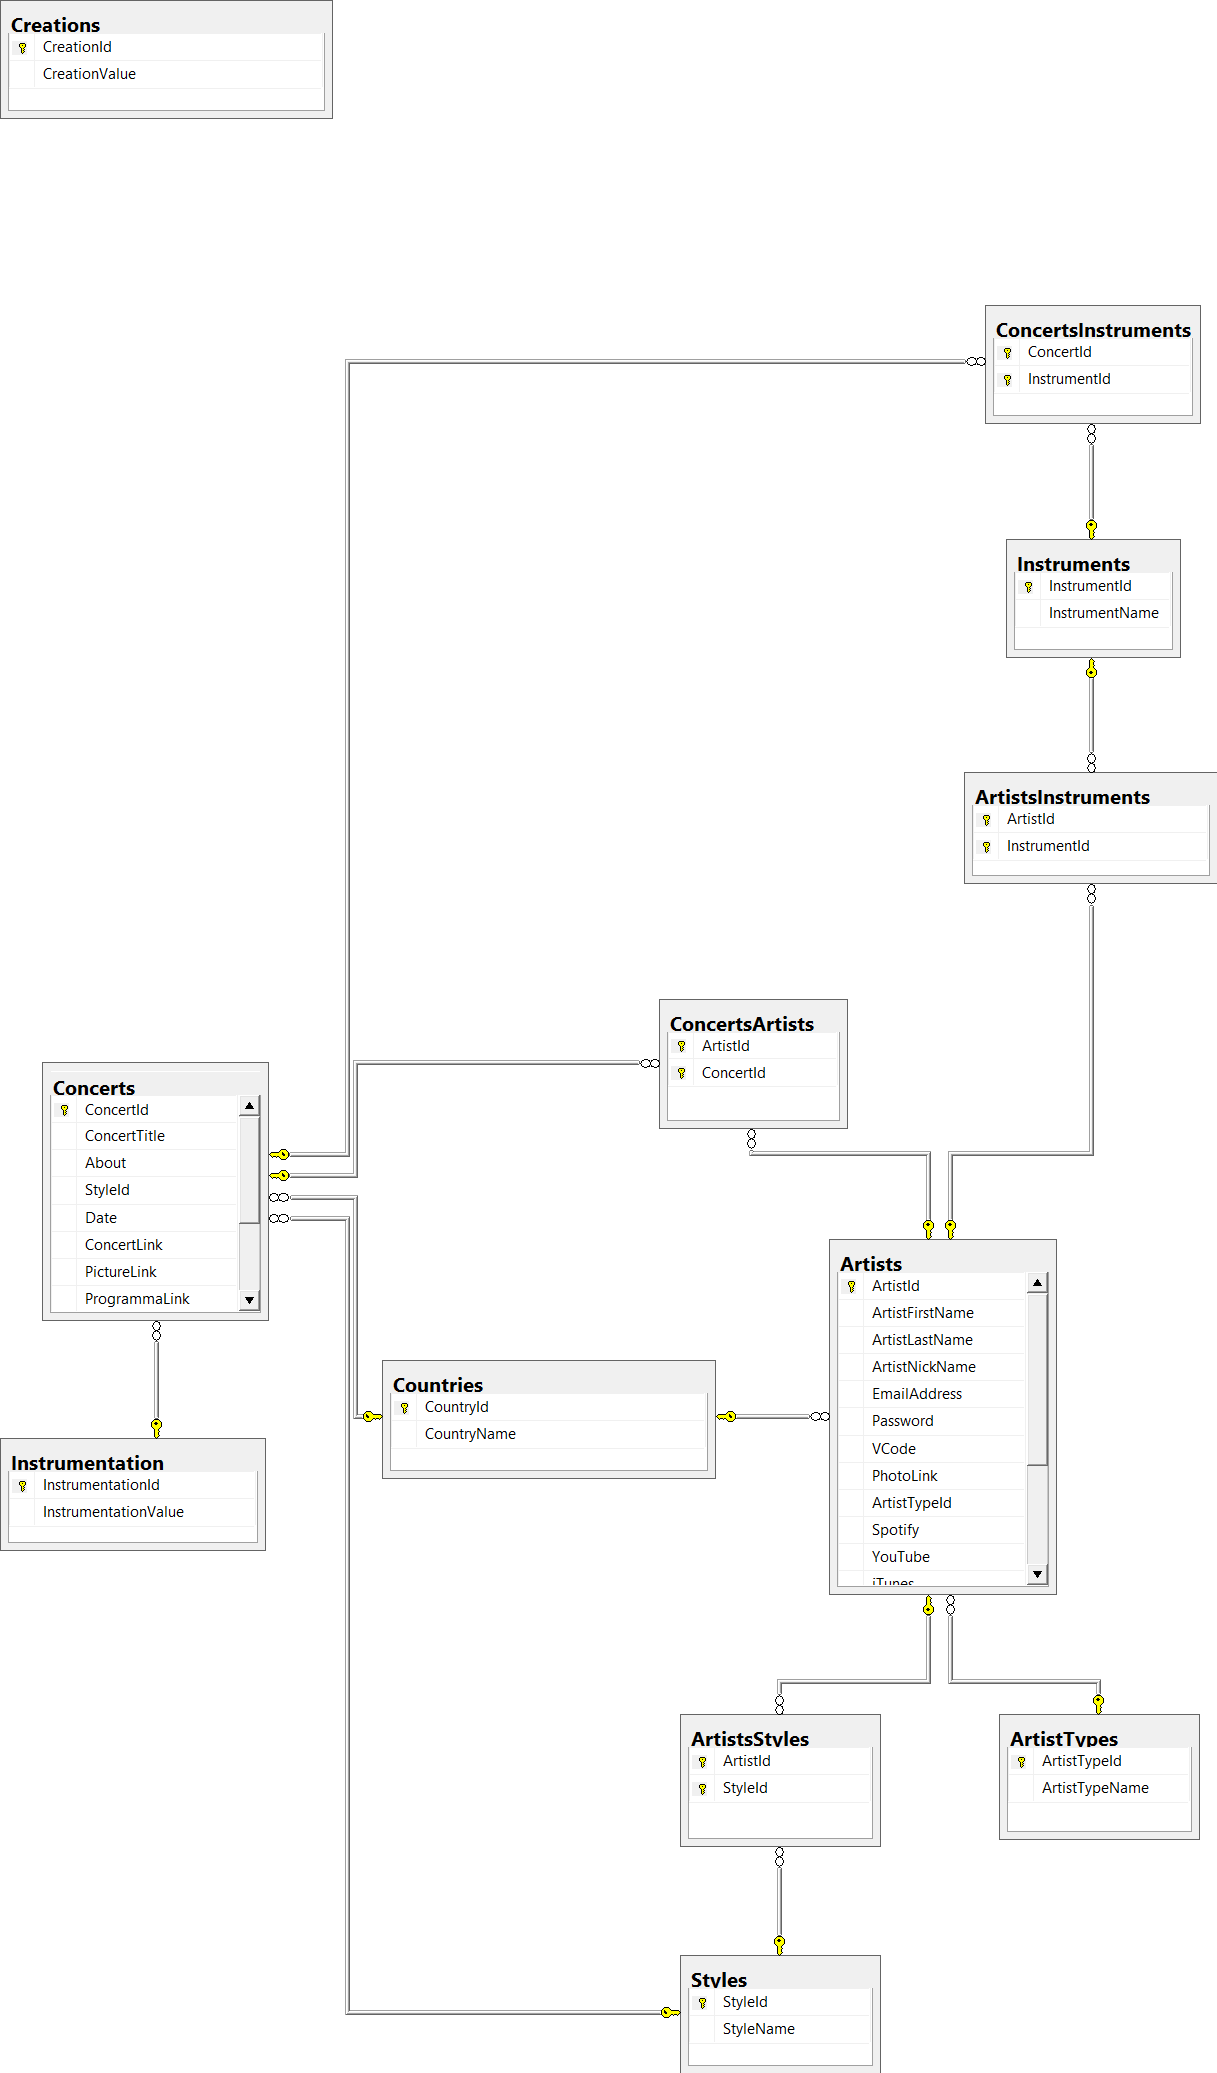 Creations
CreationId
CreationValue
ConcertsInstruments
ConcertId
InstrumentId
Instruments
InstrumentId
InstrumentName
ArtistsInstruments
ArtistId
InstrumentId
ConcertsArtists
ArtistId
ConcertId
Concerts
ConcertId
ConcertTitle
About
StyleId
Date
ConcertLink
PictureLink
ProgrammaLink
Artists
ArtistId
ArtistFirstName
ArtistLastName
ArtistNickName
EmailAddress
Password
VCode
PhotoLink
ArtistTypeId
Spotify
YouTube
iTunes
Countries
CountryId
CountryName
Instrumentation
InstrumentationId
InstrumentationValue
ArtistsStyles
ArtistId
StyleId
ArtistTypes
ArtistTypeId
ArtistTypeName
Styles
StyleId
StyleName